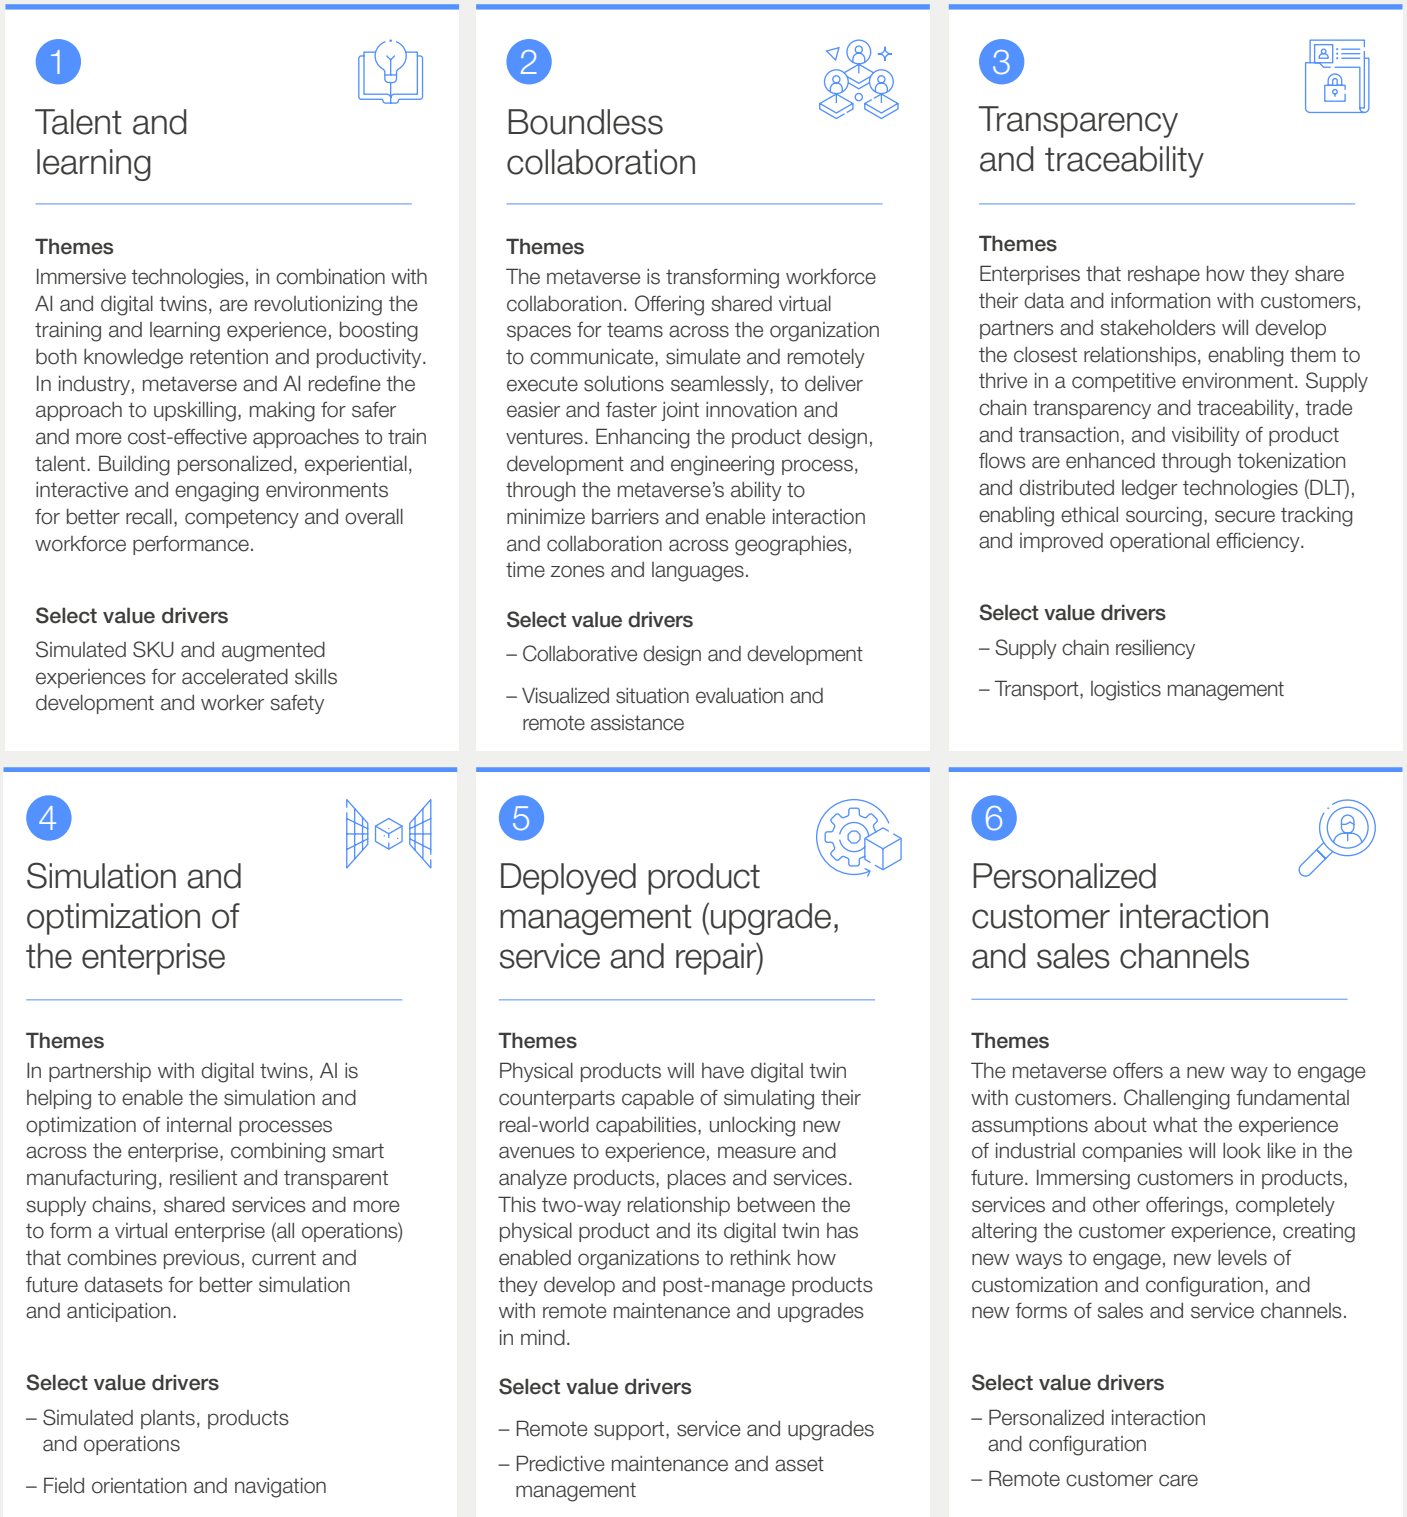 1
Talent and
learning
Themes
Immersive technologies, in combination with
AI and digital twins, are revolutionizing the
training and learning experience, boosting
both knowledge retention and productivity.
In industry, metaverse and AI redefine the
approach to upskilling, making for safer
and more cost-effective approaches to train
talent. Building personalized, experiential,
interactive and engaging environments
for better recall, competency and overall
workforce performance.
Select value drivers
Simulated SKU and augmented
experiences for accelerated skills
development and worker safety
2
Boundless
collaboration
Themes
The metaverse is transforming workforce
collaboration. Offering shared virtual
spaces for teams across the organization
to communicate, simulate and remotely
execute solutions seamlessly, to deliver
easier and faster joint innovation and
ventures. Enhancing the product design,
development and engineering process,
through the metaverse’s ability to
minimize barriers and enable interaction
and collaboration across geographies,
time zones and languages.
Select value drivers
– Collaborative design and development
– Visualized situation evaluation and
remote assistance
3
Transparency
and traceability
Themes
Enterprises that reshape how they share
their data and information with customers,
partners and stakeholders will develop
the closest relationships, enabling them to
thrive in a competitive environment. Supply
chain transparency and traceability, trade
and transaction, and visibility of product
flows are enhanced through tokenization
and distributed ledger technologies (DLT),
enabling ethical sourcing, secure tracking
and improved operational efficiency.
Select value drivers
– Supply chain resiliency
– Transport, logistics management
4
Simulation and
optimization of
the enterprise
Themes
In partnership with digital twins, AI is
helping to enable the simulation and
optimization of internal processes
across the enterprise, combining smart
manufacturing, resilient and transparent
supply chains, shared services and more
to form a virtual enterprise (all operations)
that combines previous, current and
future datasets for better simulation
and anticipation.
Select value drivers
– Simulated plants, products
and operations
– Field orientation and navigation
5
Deployed product
management (upgrade,
service and repair)
Themes
Physical products will have digital twin
counterparts capable of simulating their
real-world capabilities, unlocking new
avenues to experience, measure and
analyze products, places and services.
This two-way relationship between the
physical product and its digital twin has
enabled organizations to rethink how
they develop and post-manage products
with remote maintenance and upgrades
in mind.
Select value drivers
– Remote support, service and upgrades
– Predictive maintenance and asset
management
6
Personalized
customer interaction
and sales channels
Themes
The metaverse offers a new way to engage
with customers. Challenging fundamental
assumptions about what the experience
of industrial companies will look like in the
future. Immersing customers in products,
services and other offerings, completely
altering the customer experience, creating
new ways to engage, new levels of
customization and configuration, and
new forms of sales and service channels.
Select value drivers
– Personalized interaction
and configuration
– Remote customer care